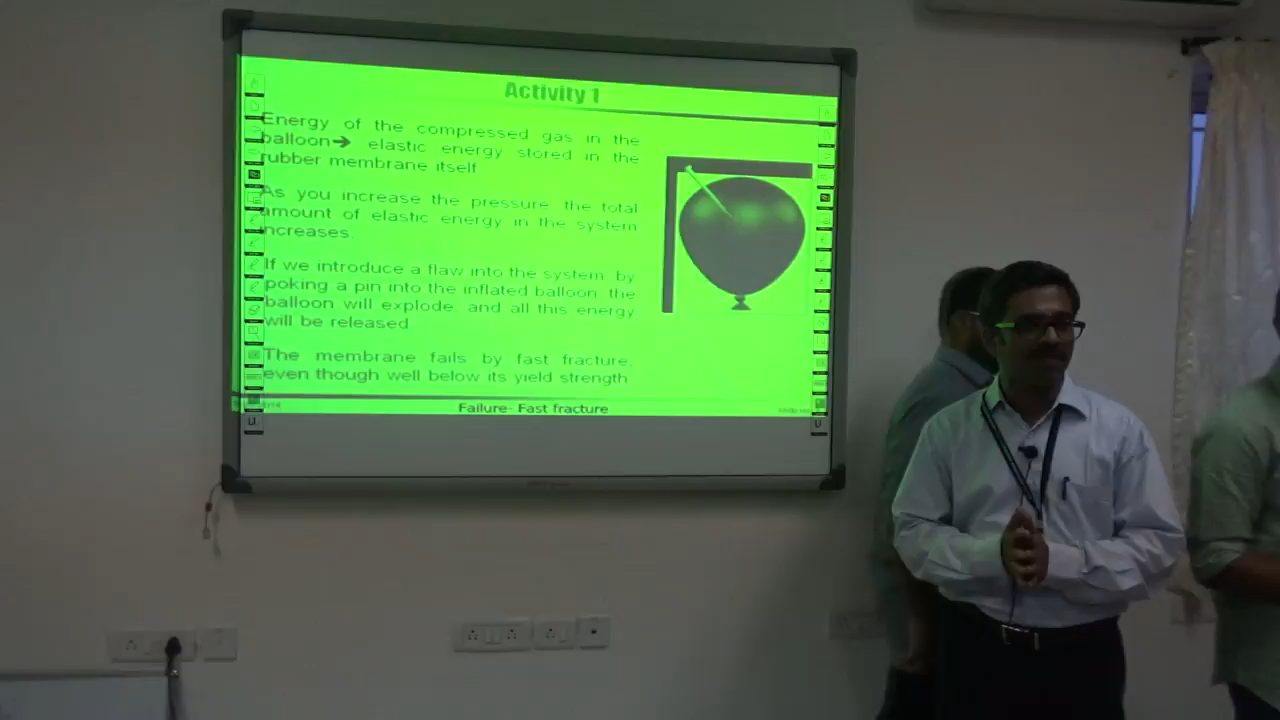 Activity 1
Energy of the compressed gas in the
balloon➔ elastic energy stored in the
rubber membrane itself
As you increase the pressure the total
amount of elastic energy in the system
increases.
If we introduce a flaw into the system by
poking a pin into the inflated balloon the
balloon will explode and all this energy
will be released
The membrane fails by fast fracture,
even though well below its yield strength
Failure- Fast fracture